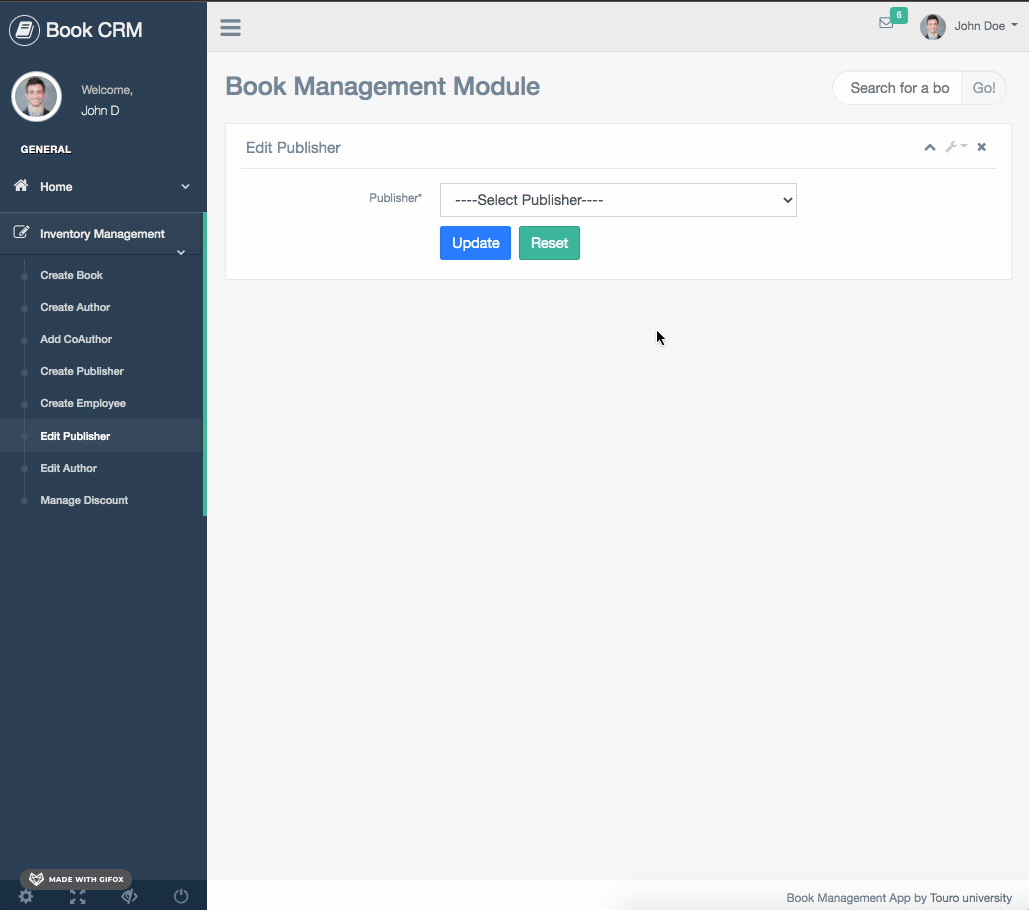 Book CRM
6
John Doe
Welcome,
John D
Book Management Module
Search for a bo
Go!
GENERAL
Home
Inventory Management
Create Book
Create Author
Add CoAuthor
Create Publisher
Create Employee
Edit Publisher
Edit Author
Manage Discount
Edit Publisher
Publisher*
----Select Publisher----
Update
Reset
MADE WITH GIFOX
Book Management App by Touro university